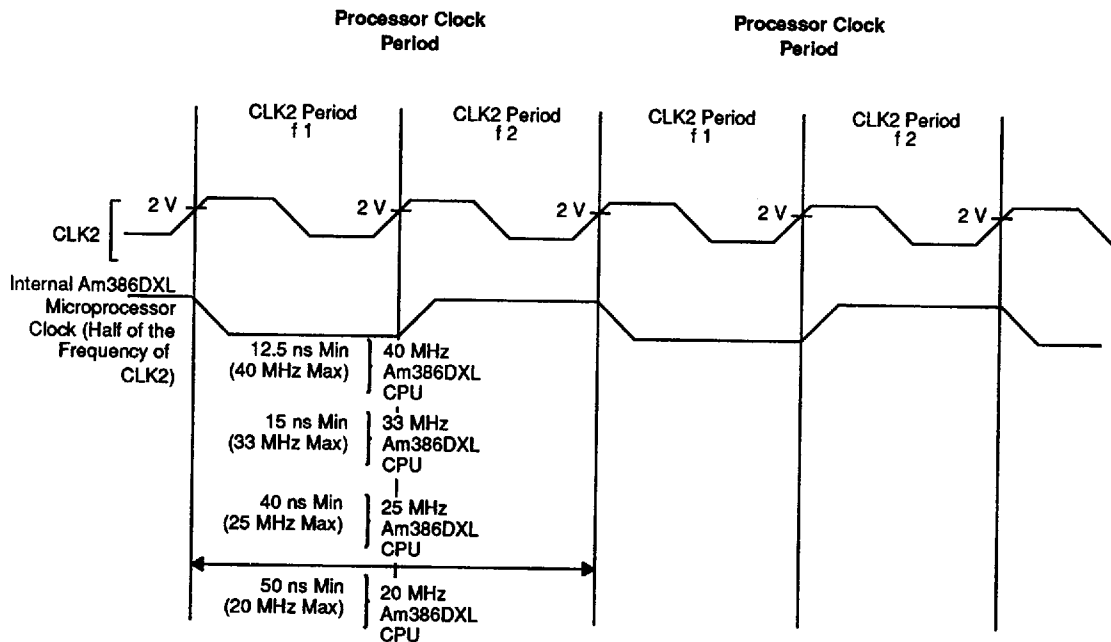 Processor Clock
Period
Processor Clock
Period
CLK2 Period
f 1
CLK2 Period
f 2
CLK2 Period
f 1
CLK2 Period
f 2
2 V
2 V
2 V
2 V
2 V
CLK2
Internal Am386DXL
Microprocessor
Clock (Half of the
Frequency of
CLK2)
12.5 ns Min
(40 MHz Max)
40 MHz
Am386DXL
CPU
15 ns Min
(33 MHz Max)
33 MHz
Am386DXL
CPU
40 ns Min
(25 MHz Max)
25 MHz
Am386DXL
CPU
50 ns Min
(20 MHz Max)
20 MHz
Am386DXL
CPU